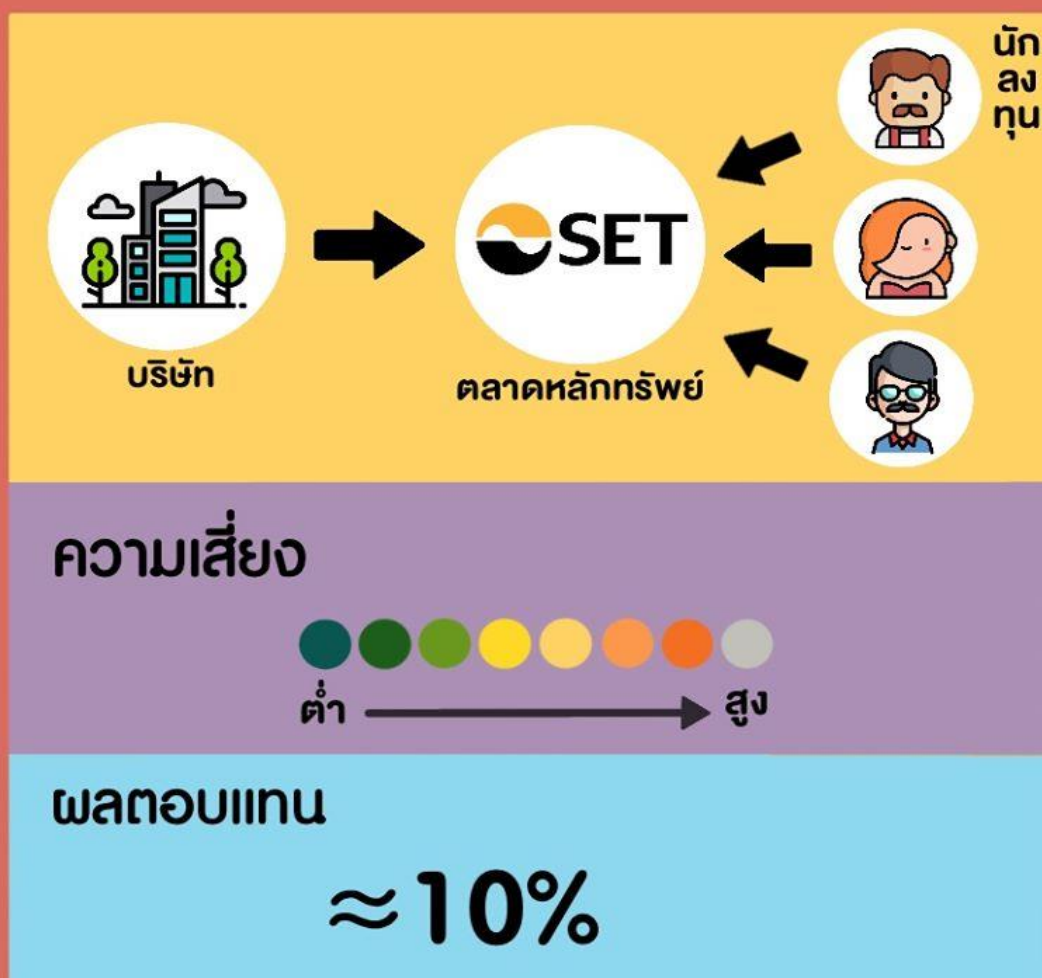 นัก
ลง
ทุน
SET
บริษัท
ตลาดหลักทรัพย์
ความเสี่ยง
ต่ำ
สูง
ผลตอบแทน
≈10%